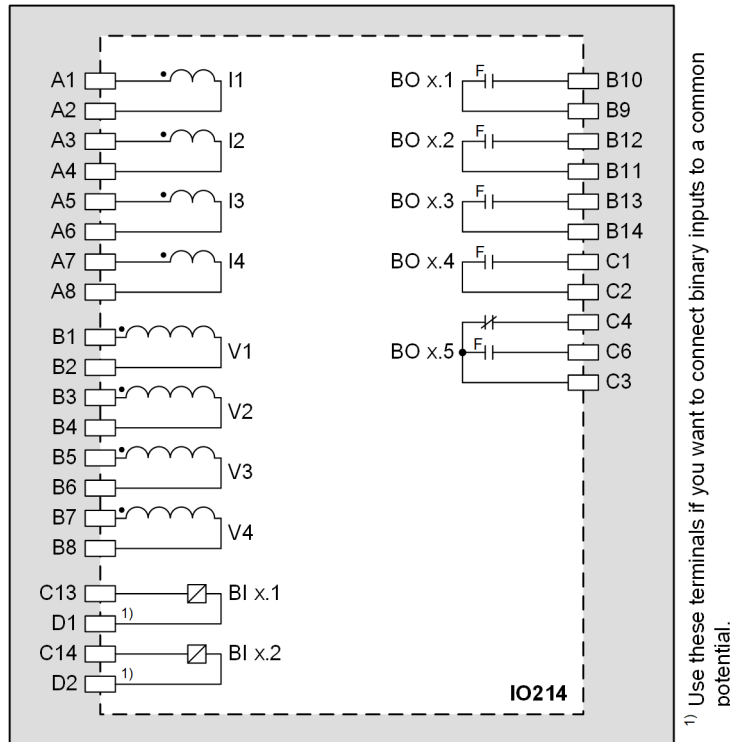 A1 I1
A2
A3 I2
A4
A5 I3
A6
A7 I4
A8
B1
V1
B2
B3
V2
B4
B5
V3
B6
B7
V4
B8
C13 BI x.1
D1 1)
C14 BI x.2
D2 1)
BO x.1 F B10
B9
BO x.2 F B12
B11
BO x.3 F B13
B14
BO x.4 F C1
C2
C4
BO x.5 F C6
C3
IO214
1) Use these terminals if you want to connect binary inputs to a common
potential.